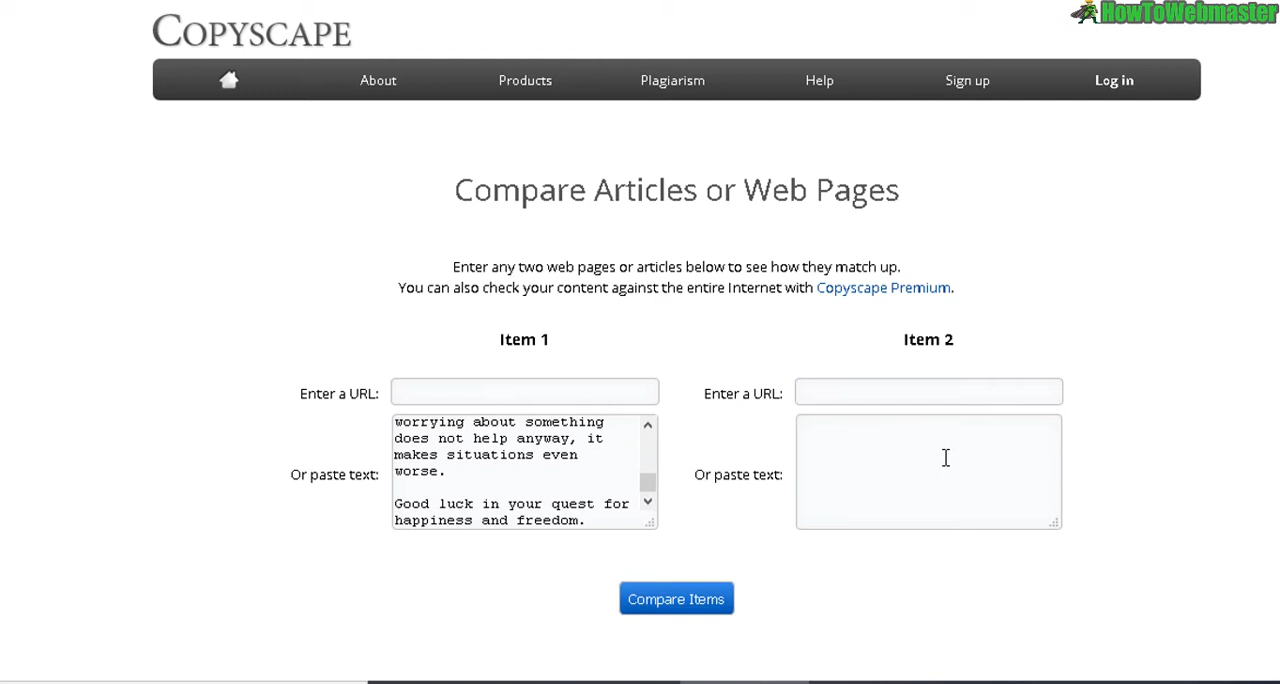 HowToWebmaster
COPYSCAPE
About Products Plagiarism Help Sign up Log in
Compare Articles or Web Pages
Enter any two web pages or articles below to see how they match up.
You can also check your content against the entire Internet with Copyscape Premium.
Item 1
Enter a URL:
Or paste text:
worrying about something
does not help anyway, it
makes situations even
worse.
Good luck in your quest for
happiness and freedom.
Item 2
Enter a URL:
Or paste text:
Compare Items